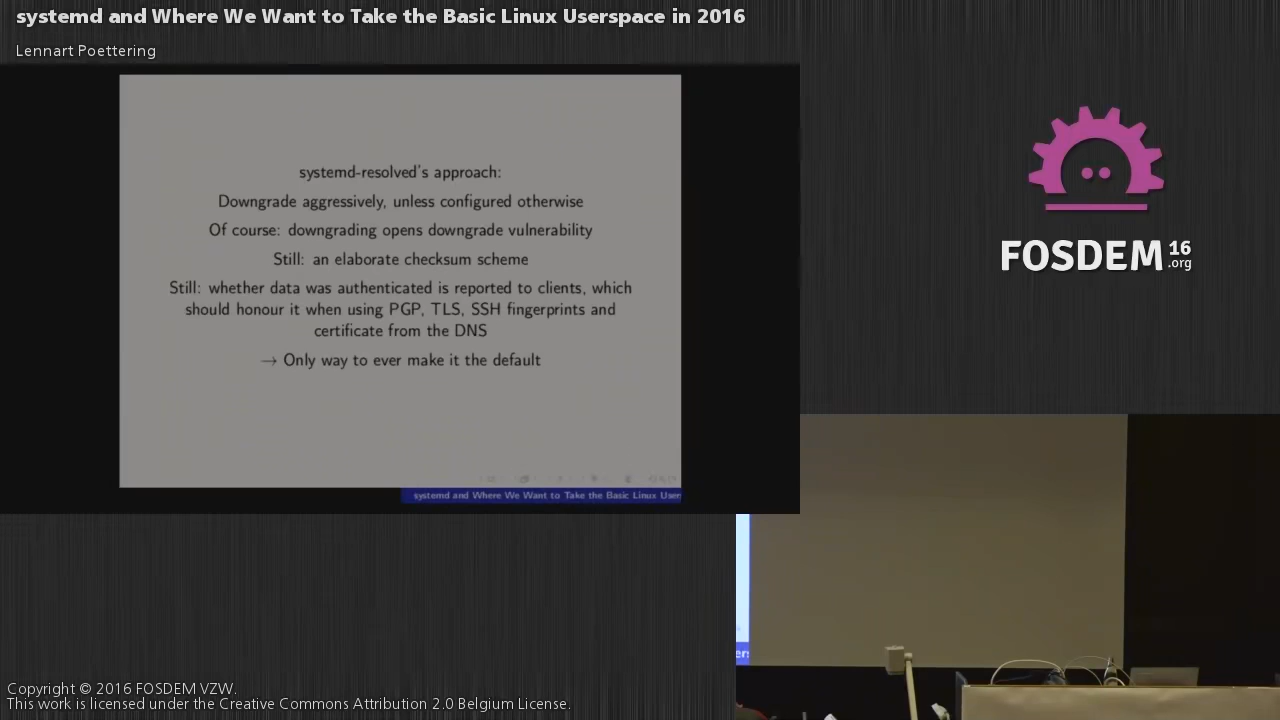 systemd and Where We Want to Take the Basic Linux Userspace in 2016
Lennart Poettering
systemd-resolved's approach:
Downgrade aggressively, unless configured otherwise
Of course: downgrading opens downgrade vulnerability
Still: an elaborate checksum scheme
Still: whether data was authenticated is reported to clients, which
should honour it when using PGP, TLS, SSH fingerprints and
certificate from the DNS
→ Only way to ever make it the default
systemd and Where We Want to Take the Basic Linux User
FOSDEM 16
.org
Copyright © 2016 FOSDEM VZW.
This work is licensed under the Creative Commons Attribution 2.0 Belgium License.